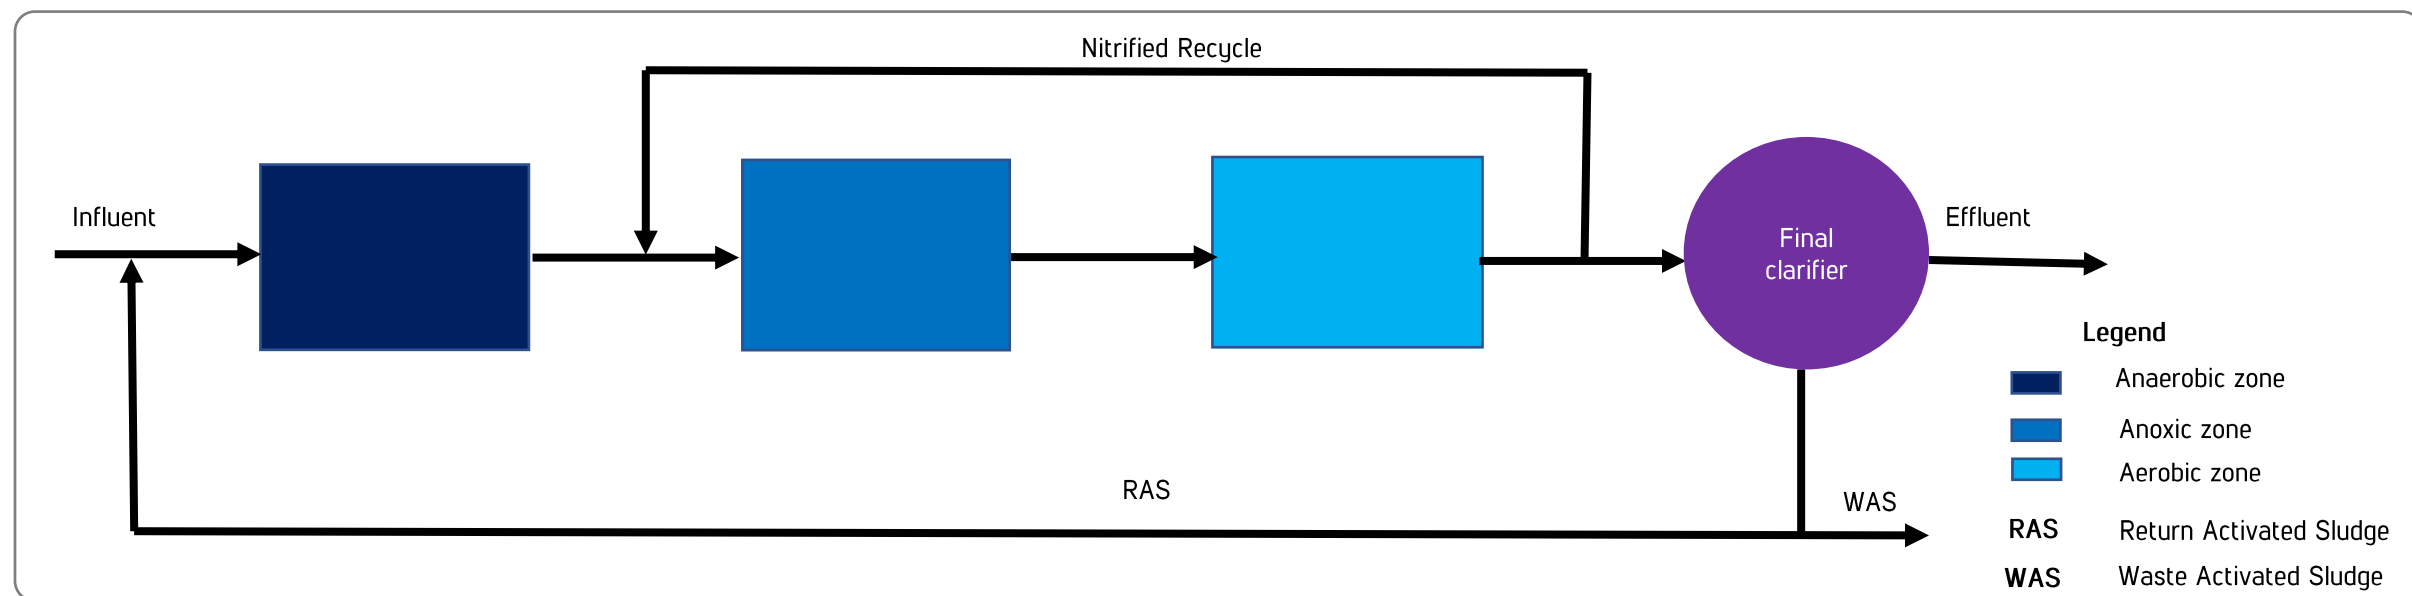 Nitrified Recycle
Influent
Final
clarifier
Effluent
Legend
Anaerobic zone
Anoxic zone
Aerobic zone
RAS
WAS
RAS Return Activated Sludge
WAS Waste Activated Sludge